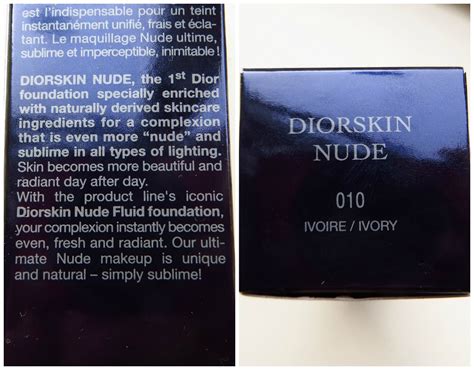 est l'indispensable pour un teint
instantanément unifié, frais et écla-
tant. Le maquillage Nude ultime,
sublime et imperceptible, inimitable !
DIORSKIN NUDE, the 1st Dior
foundation specially enriched
with naturally derived skincare
ingredients for a complexion
that is even more “nude” and
sublime in all types of lighting.
Skin becomes more beautiful and
radiant day after day.
With the product line's iconic
Diorskin Nude Fluid foundation,
your complexion instantly becomes
even, fresh and radiant. Our ulti-
mate Nude makeup is unique
and natural – simply sublime!
DIORSKIN
NUDE
010
IVOIRE / IVORY